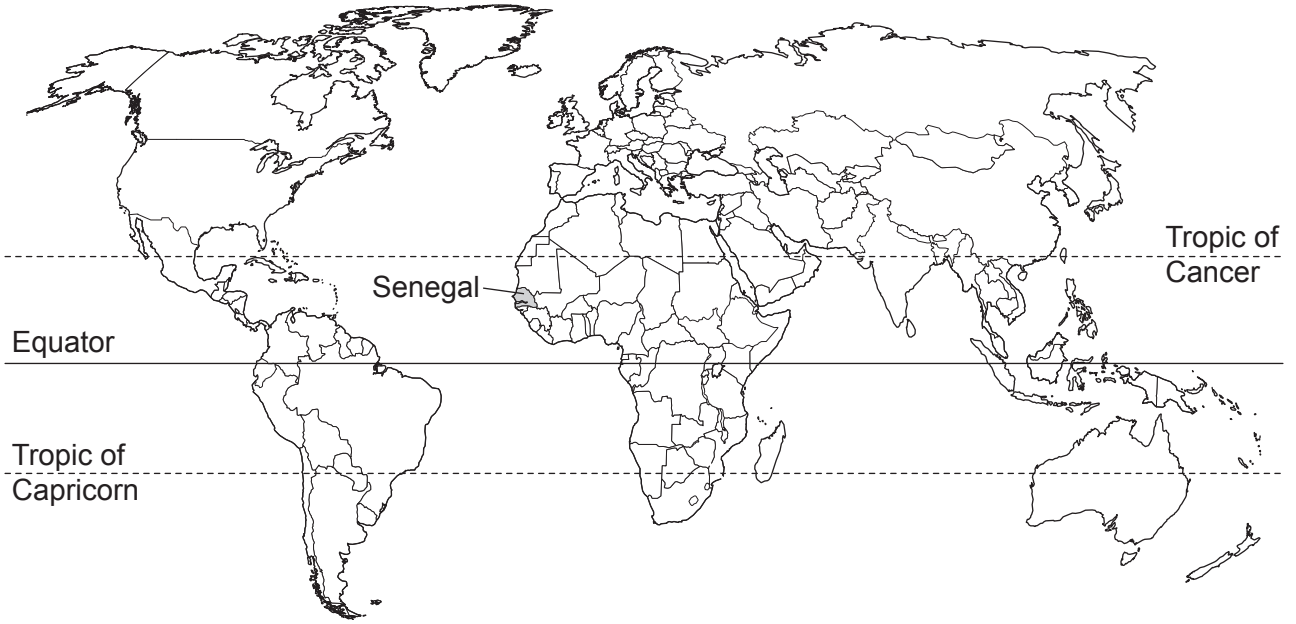 Tropic of
Cancer
Senegal
Equator
Tropic of
Capricorn